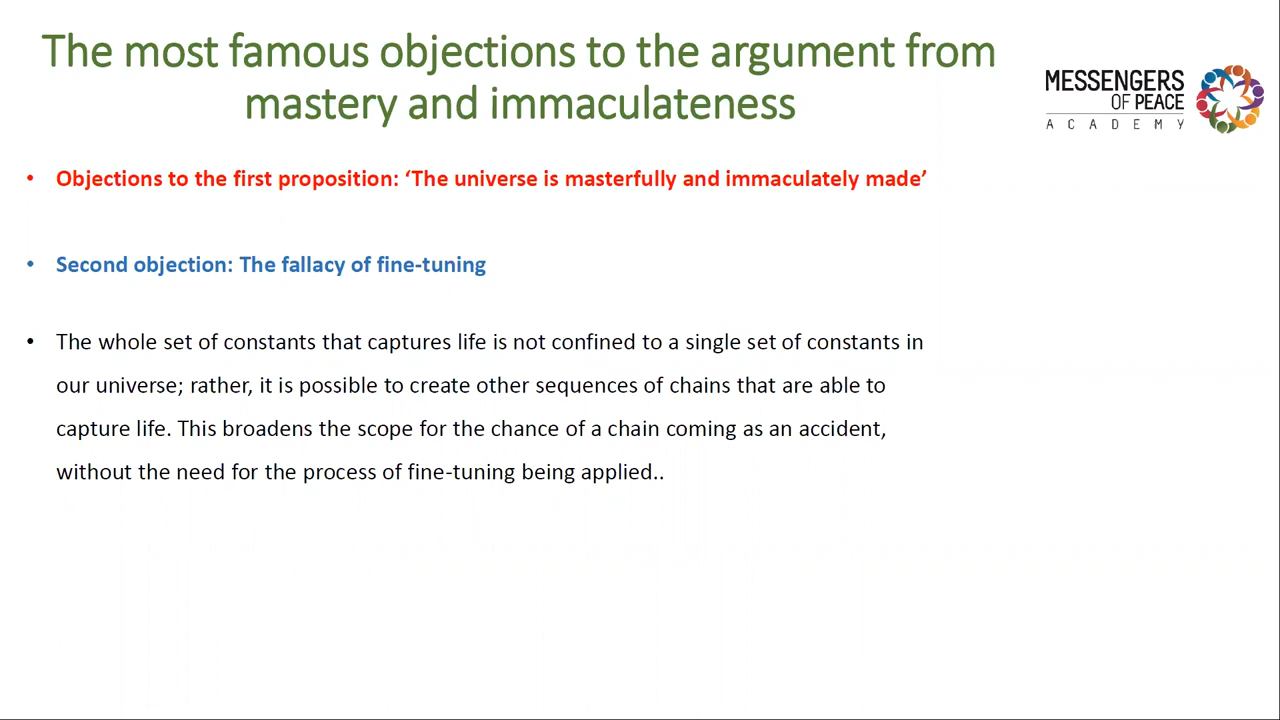 The most famous objections to the argument from
mastery and immaculateness
MESSENGERS
OF PEACE
ACADEMY
• Objections to the first proposition: ‘The universe is masterfully and immaculately made’
• Second objection: The fallacy of fine-tuning
• The whole set of constants that captures life is not confined to a single set of constants in
our universe; rather, it is possible to create other sequences of chains that are able to
capture life. This broadens the scope for the chance of a chain coming as an accident,
without the need for the process of fine-tuning being applied..